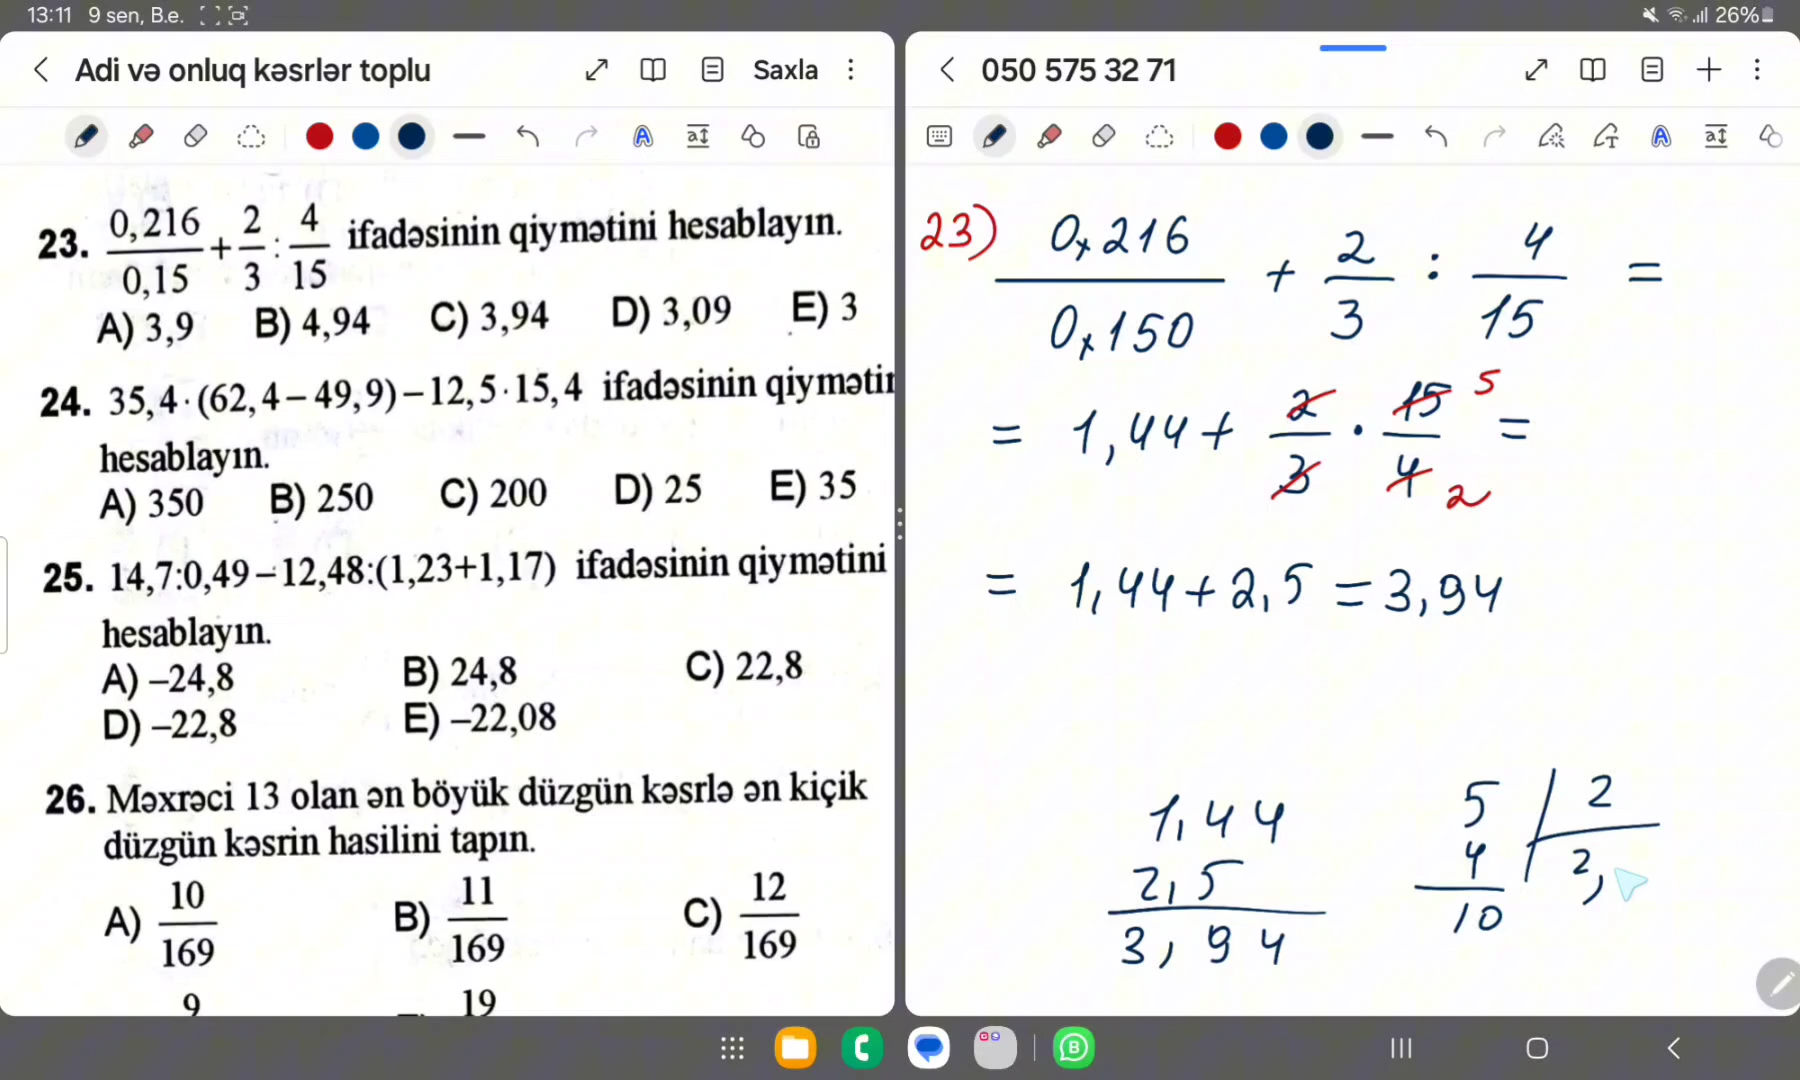 13:11 9 sen, B.e. 26%
Adi və onluq kəsrlər toplu Saxla
23. 0,216/0,15 + 2/3 : 4/15 ifadəsinin qiymətini hesablayın.
A) 3,9 B) 4,94 C) 3,94 D) 3,09 E) 3
24. 35,4·(62,4–49,9)–12,5·15,4 ifadəsinin
hesablayın.
A) 350 B) 250 C) 200 D) 25 E) 35
25. 14,7:0,49–12,48:(1,23+1,17) ifadəsinin qiymətini
hesablayın.
A) –24,8 B) 24,8 C) 22,8
D) –22,8 E) –22,08
26. Məxrəci 13 olan ən böyük düzgün kəsrlə ən kiçik
düzgün kəsrin hasilini tapın.
A) 10/169 B) 11/169 C) 12/169
9 19
050 575 32 71
23) 0,216/0,150 + 2/3 : 4/15 =
= 1,44 + 2/3 · 15/4 = 5 2
= 1,44 + 2,5 = 3,94
1,44
2,5
3,94
5 2
4 2,
10